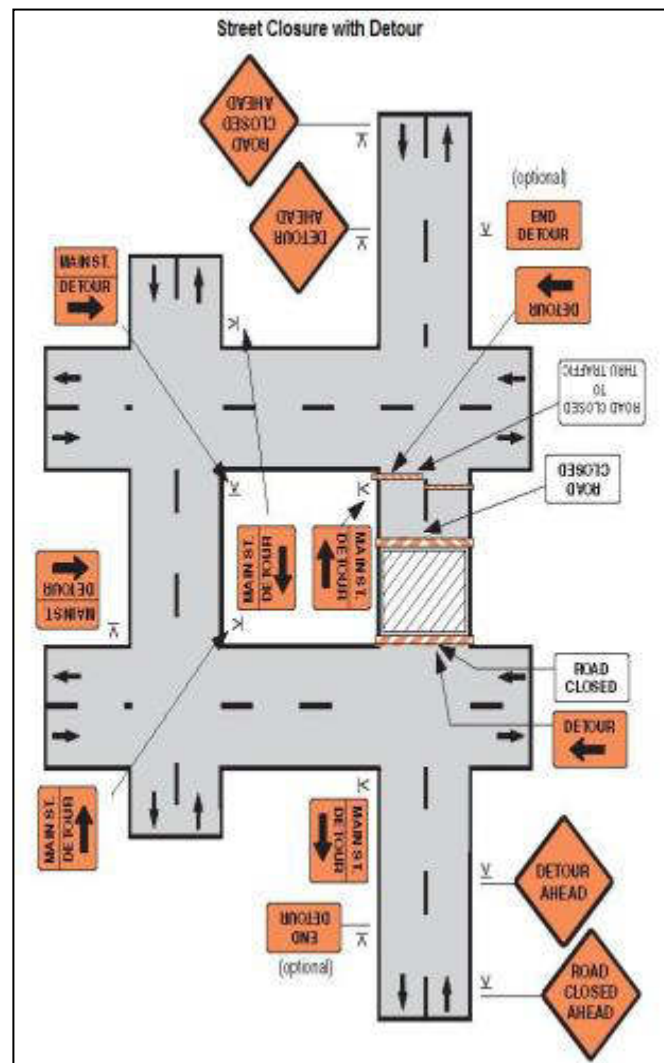 Street Closure with Detour
ROAD
CLOSED
AHEAD
DETOUR
AHEAD
(optional)
END
DETOUR
MAIN ST.
DETOUR
DETOUR
ROAD CLOSED
TO
THRU TRAFFIC
ROAD
CLOSED
MAIN ST.
DETOUR
MAIN ST.
DETOUR
MAIN ST.
DETOUR
ROAD
CLOSED
DETOUR
MAIN ST.
DETOUR
MAIN ST.
DETOUR
DETOUR
AHEAD
END
DETOUR
(optional)
ROAD
CLOSED
AHEAD